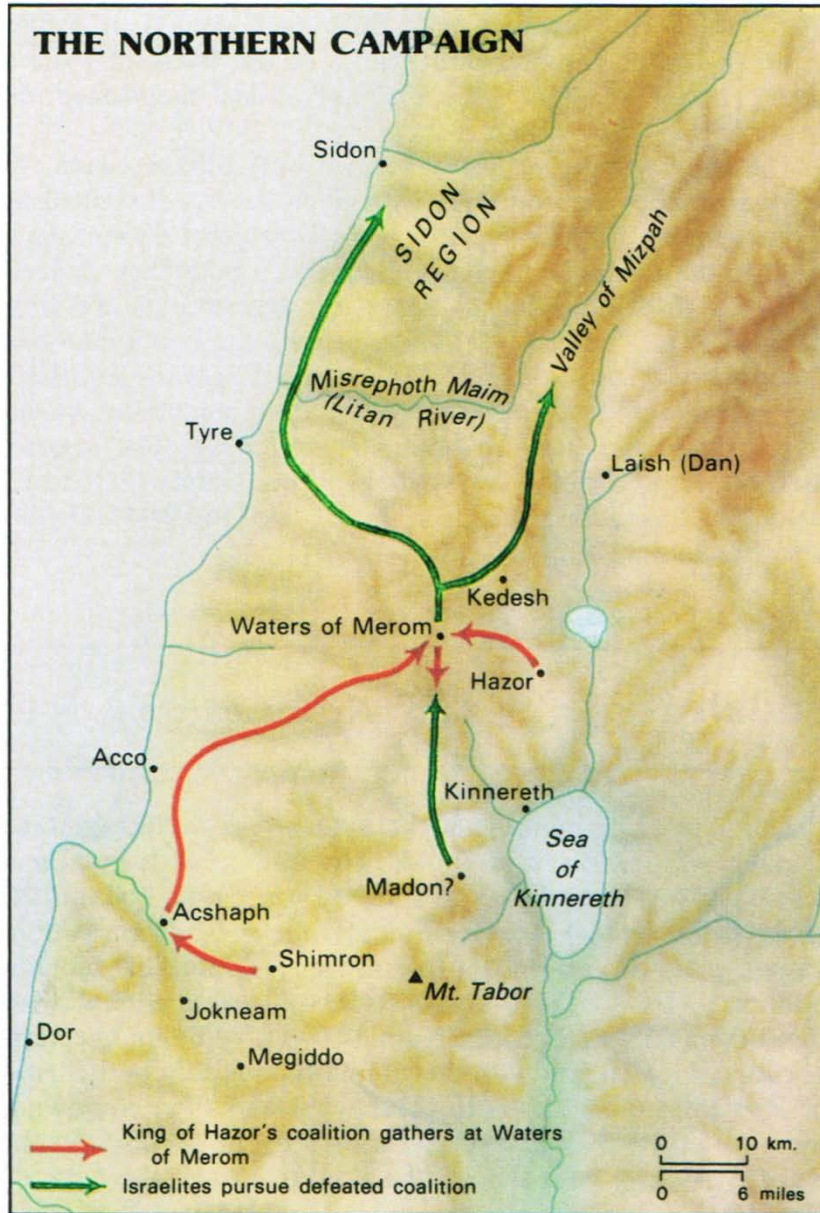 THE NORTHERN CAMPAIGN
Sidon
SIDON
REGION
Valley of Mizpah
Misrephoth Maim
(Litan River)
Tyre
Laish (Dan)
Kedesh
Waters of Merom
Hazor
Acco
Kinnereth
Sea
of
Kinnereth
Madon?
Acshaph
Shimron
Mt. Tabor
Jokneam
Dor
Megiddo
King of Hazor's coalition gathers at Waters
of Merom
Israelites pursue defeated coalition
0 10 km.
0 6 miles